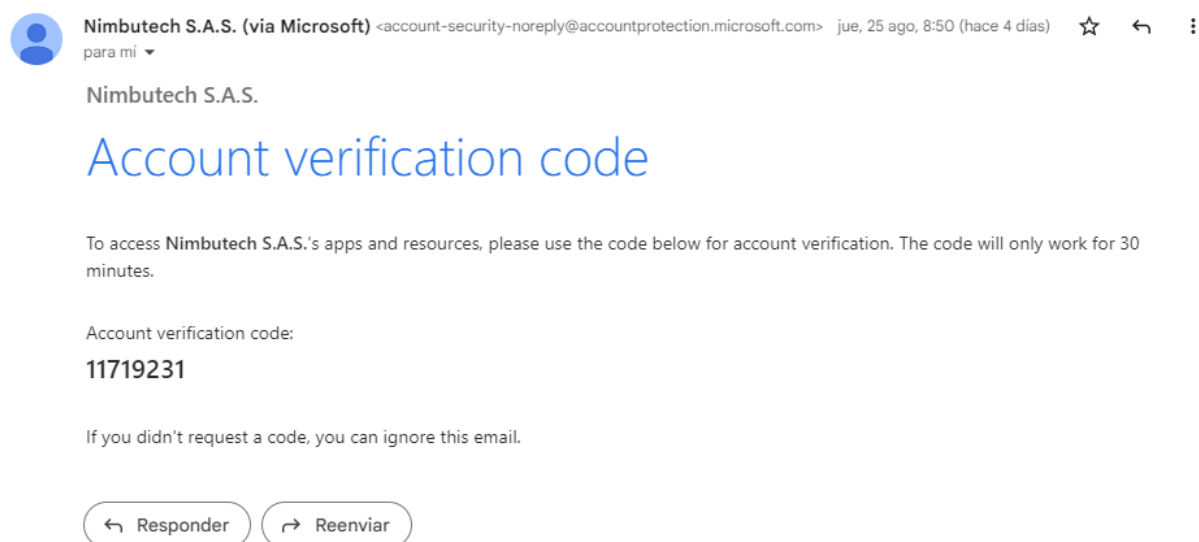 Nimbutech S.A.S. (via Microsoft) <account-security-noreply@accountprotection.microsoft.com> jue, 25 ago, 8:50 (hace 4 días)
para mí
Nimbutech S.A.S.
Account verification code
To access Nimbutech S.A.S.'s apps and resources, please use the code below for account verification. The code will only work for 30
minutes.
Account verification code:
11719231
If you didn't request a code, you can ignore this email.
Responder Reenviar